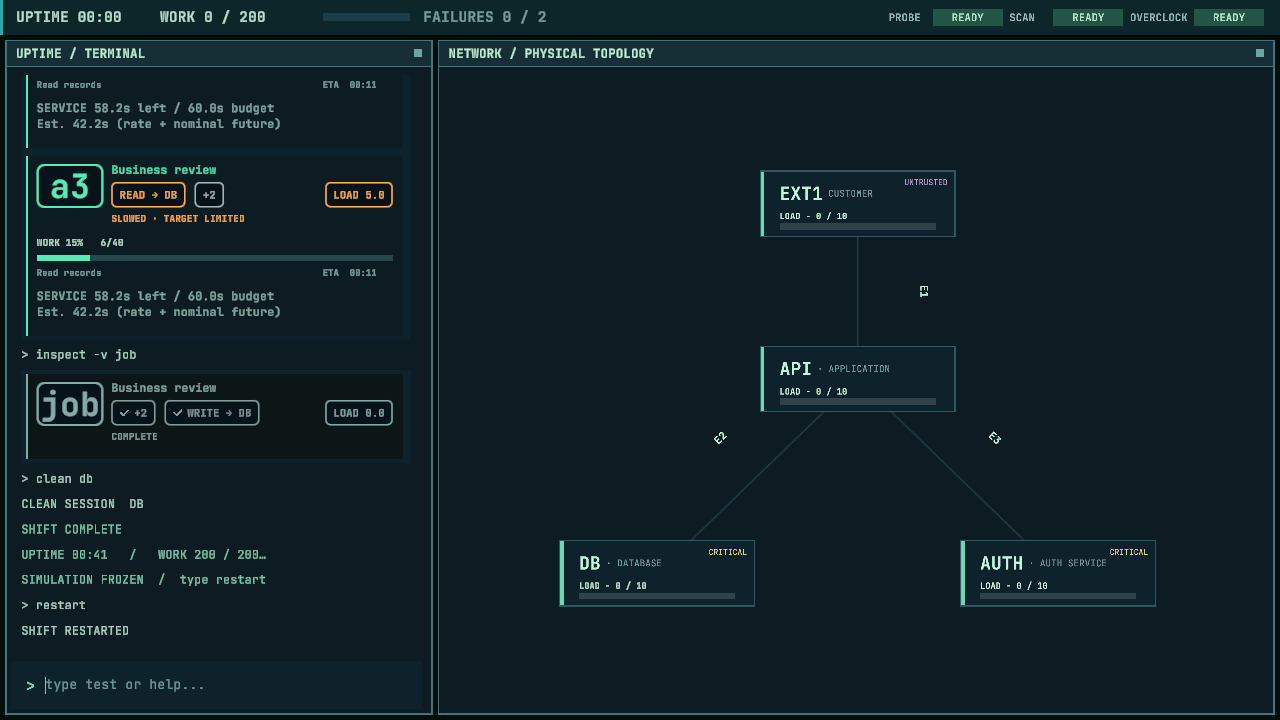 UPTIME 00:00 WORK 0 / 200 FAILURES 0 / 2 PROBE READY SCAN READY OVERCLOCK READY
UPTIME / TERMINAL
Read records ETA 00:11
SERVICE 58.2s left / 60.0s budget
Est. 42.2s (rate + nominal future)
a3 Business review
READ → DB +2 LOAD 5.0
SLOWED · TARGET LIMITED
WORK 15% 6/40
Read records ETA 00:11
SERVICE 58.2s left / 60.0s budget
Est. 42.2s (rate + nominal future)
> inspect -v job
job Business review
✓ +2 ✓ WRITE → DB LOAD 0.0
COMPLETE
> clean db
CLEAN SESSION DB
SHIFT COMPLETE
UPTIME 00:41 / WORK 200 / 200…
SIMULATION FROZEN / type restart
> restart
SHIFT RESTARTED
> type test or help...
NETWORK / PHYSICAL TOPOLOGY
UNTRUSTED
EXT1 CUSTOMER
LOAD - 0 / 10
E1
API · APPLICATION
LOAD - 0 / 10
E2
E3
CRITICAL
DB · DATABASE
LOAD - 0 / 10
CRITICAL
AUTH · AUTH SERVICE
LOAD - 0 / 10